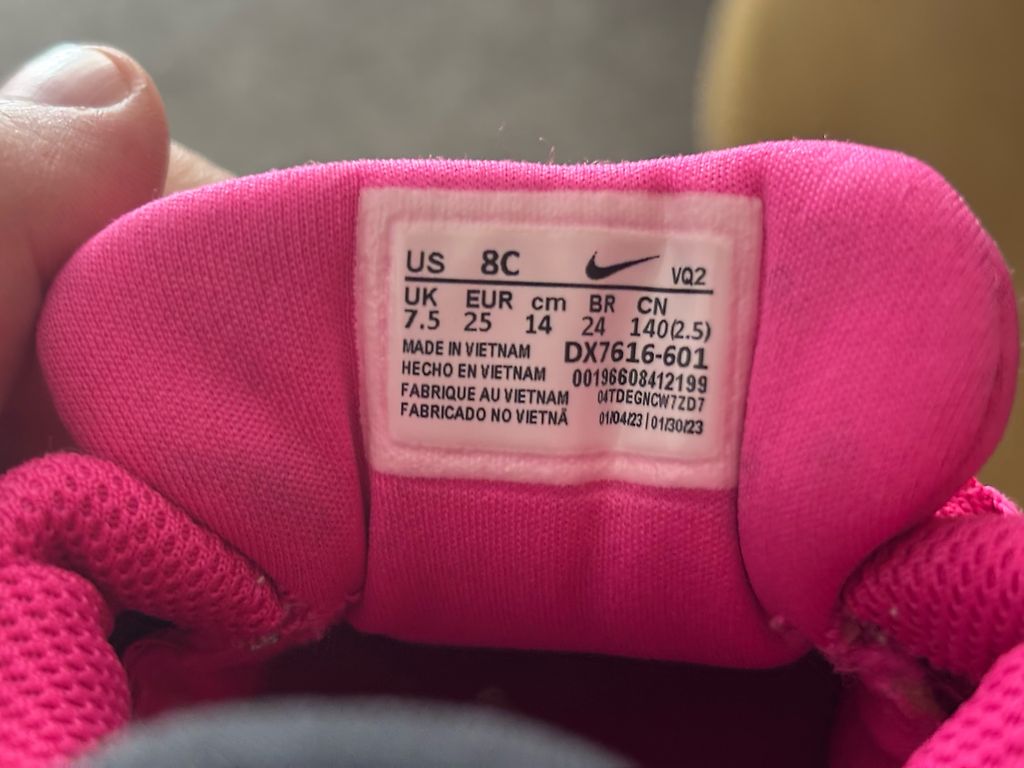 US 8C VQ2
UK EUR cm BR CN
7.5 25 14 24 140(2.5)
MADE IN VIETNAM DX7616-601
HECHO EN VIETNAM 00196608412199
FABRIQUE AU VIETNAM 04TDEGNCW7ZD7
FABRICADO NO VIETNÃ 01/04/23 | 01/30/23